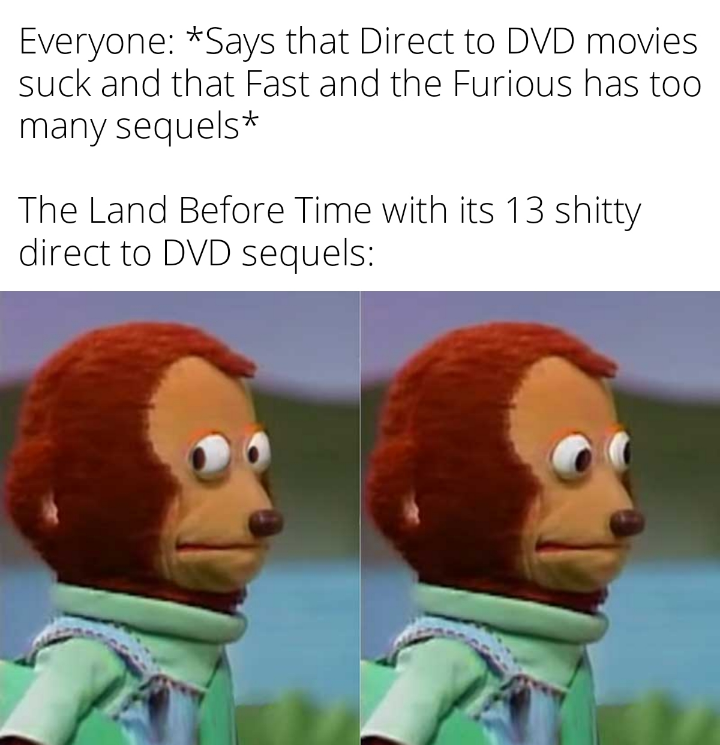 Everyone: *Says that Direct to DVD movies
suck and that Fast and the Furious has too
many sequels*
The Land Before Time with its 13 shitty
direct to DVD sequels: